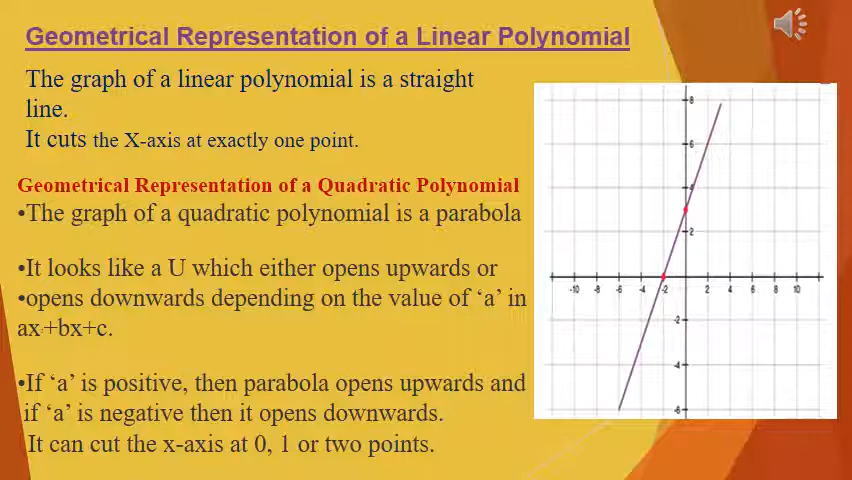 Geometrical Representation of a Linear Polynomial
The graph of a linear polynomial is a straight
line.
It cuts the X-axis at exactly one point.
Geometrical Representation of a Quadratic Polynomial
•The graph of a quadratic polynomial is a parabola
•It looks like a U which either opens upwards or
•opens downwards depending on the value of ‘a’ in
ax²+bx+c.
•If ‘a’ is positive, then parabola opens upwards and
if ‘a’ is negative then it opens downwards.
It can cut the x-axis at 0, 1 or two points.
8
6
4
2
-10 -8 -6 -4 -2 2 4 6 8 10
-2
-4
-6